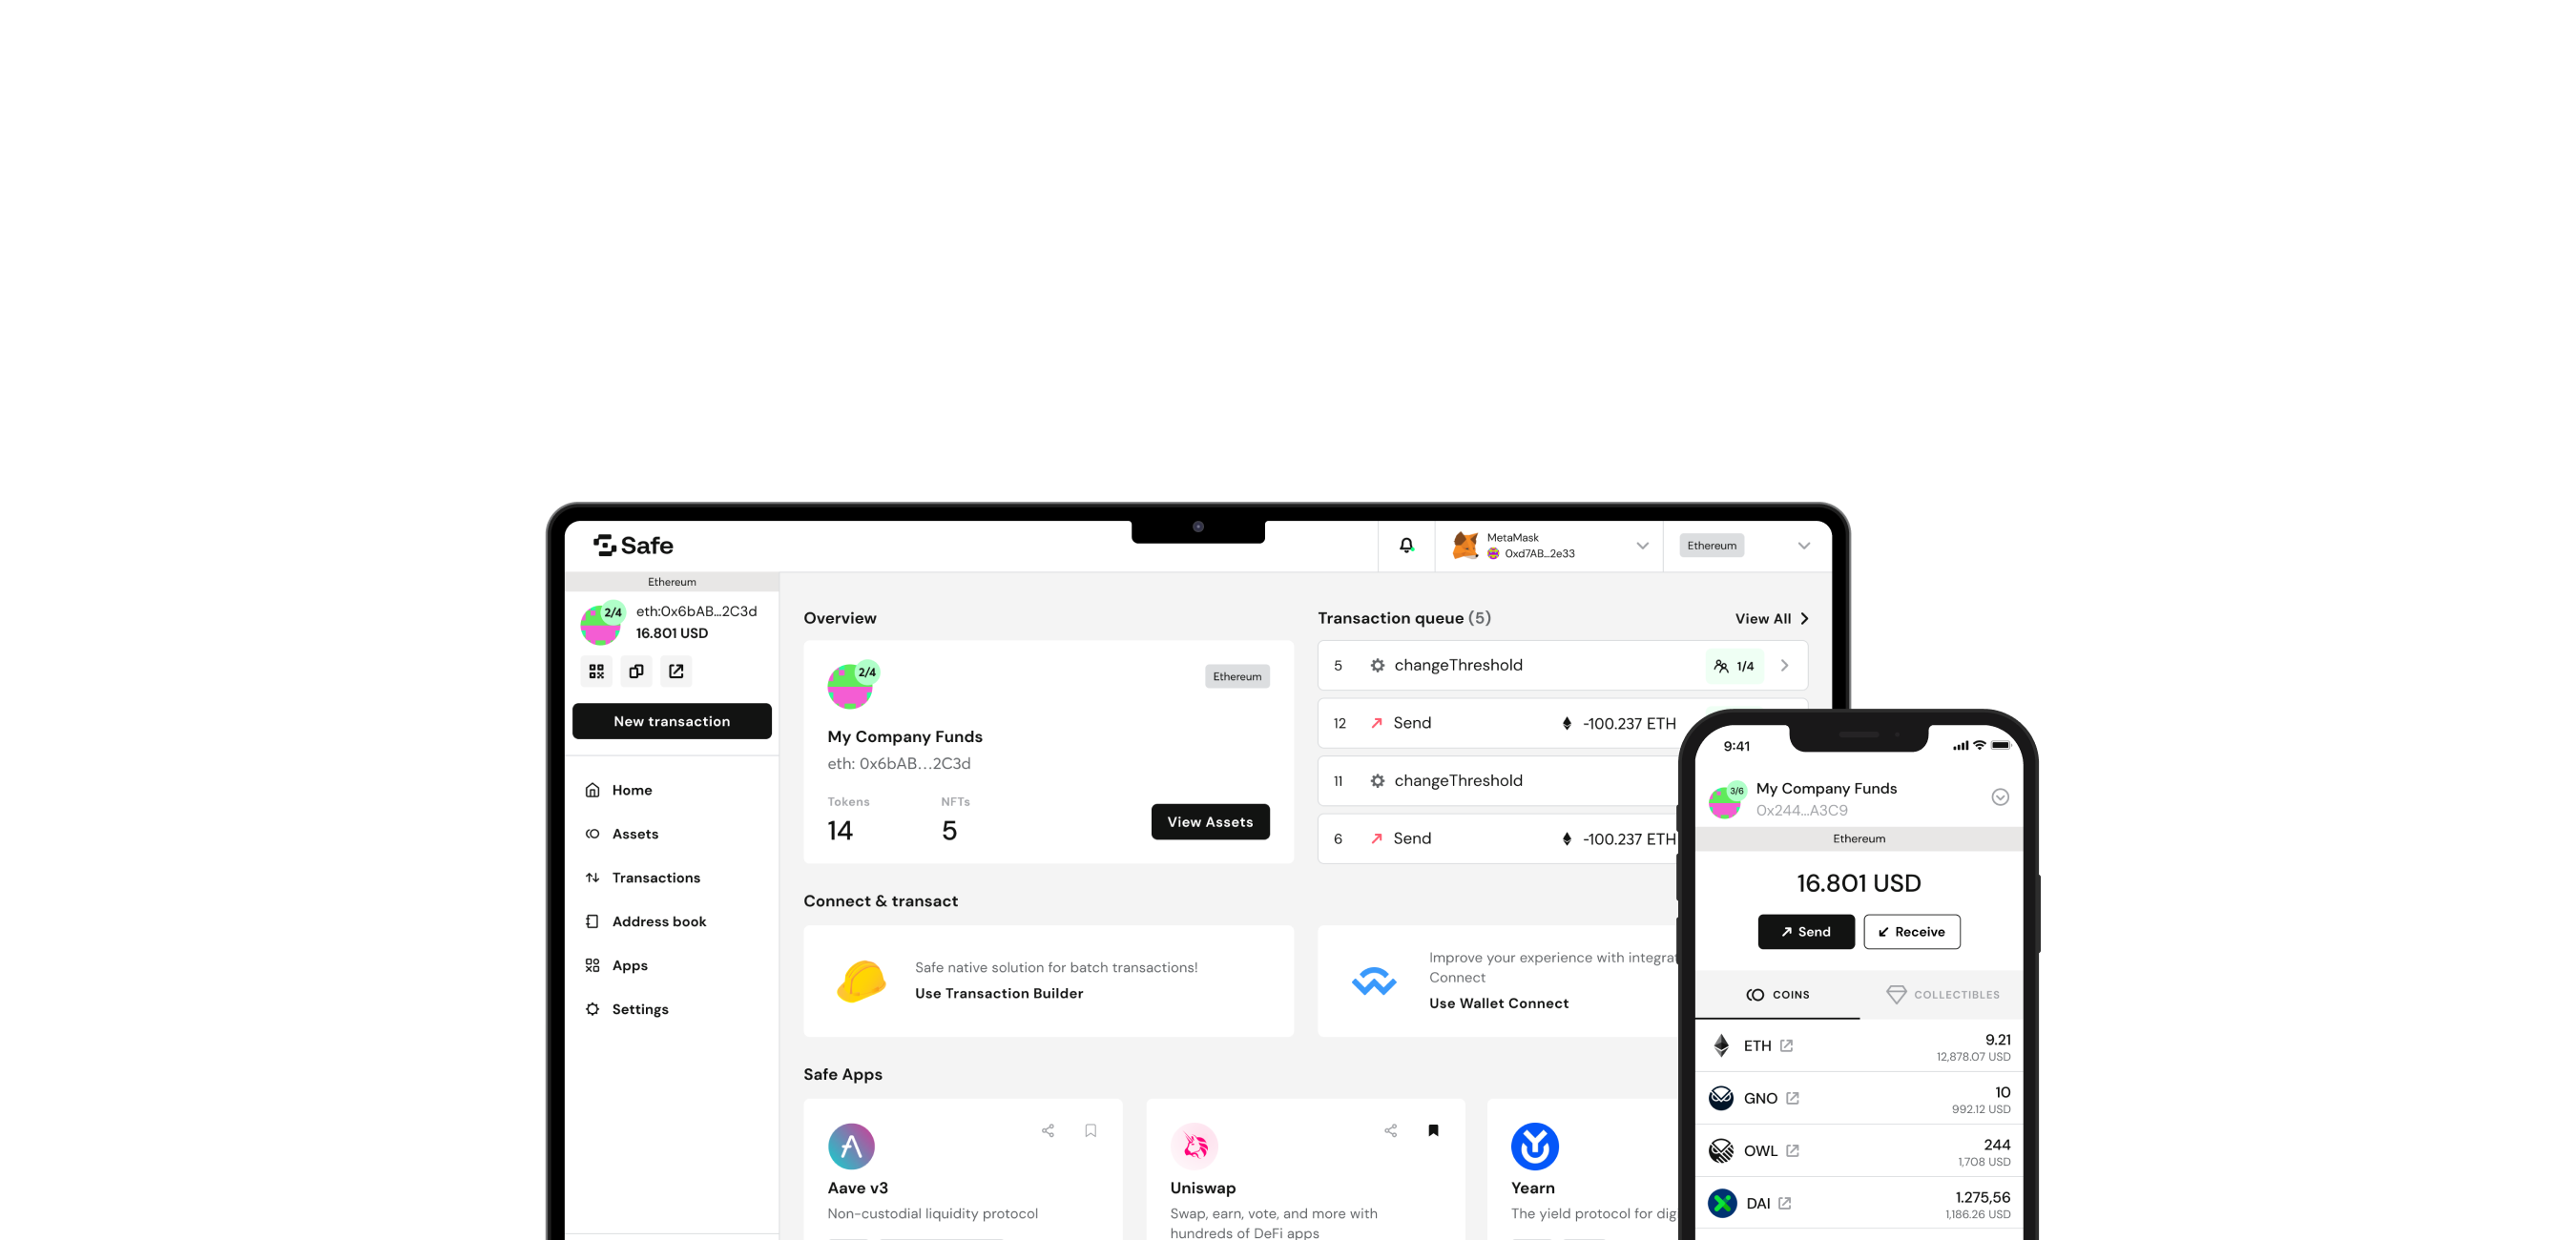 Safe
MetaMask
0xd7AB...2e33
Ethereum
Ethereum
2/4
eth:0x6bAB...2C3d
16.801 USD
New transaction
Home
Assets
Transactions
Address book
Apps
Settings
Overview
2/4
Ethereum
My Company Funds
eth: 0x6bAB...2C3d
Tokens
NFTs
14
5
View Assets
Transaction queue (5)
View All
5 changeThreshold 1/4
12 Send -100.237 ETH
11 changeThreshold
6 Send -100.237 ETH
Connect & transact
Safe native solution for batch transactions!
Use Transaction Builder
Improve your experience with
Connect
Use Wallet Connect
Safe Apps
Aave v3
Non-custodial liquidity protocol
Uniswap
Swap, earn, vote, and more with
hundreds of DeFi apps
Yearn
The yield protocol for
9:41
3/6
My Company Funds
0x244...A3C9
Ethereum
16.801 USD
Send
Receive
COINS
COLLECTIBLES
ETH
9.21
12,878.07 USD
GNO
10
992.12 USD
OWL
244
1,708 USD
DAI
1.275,56
1,186.26 USD